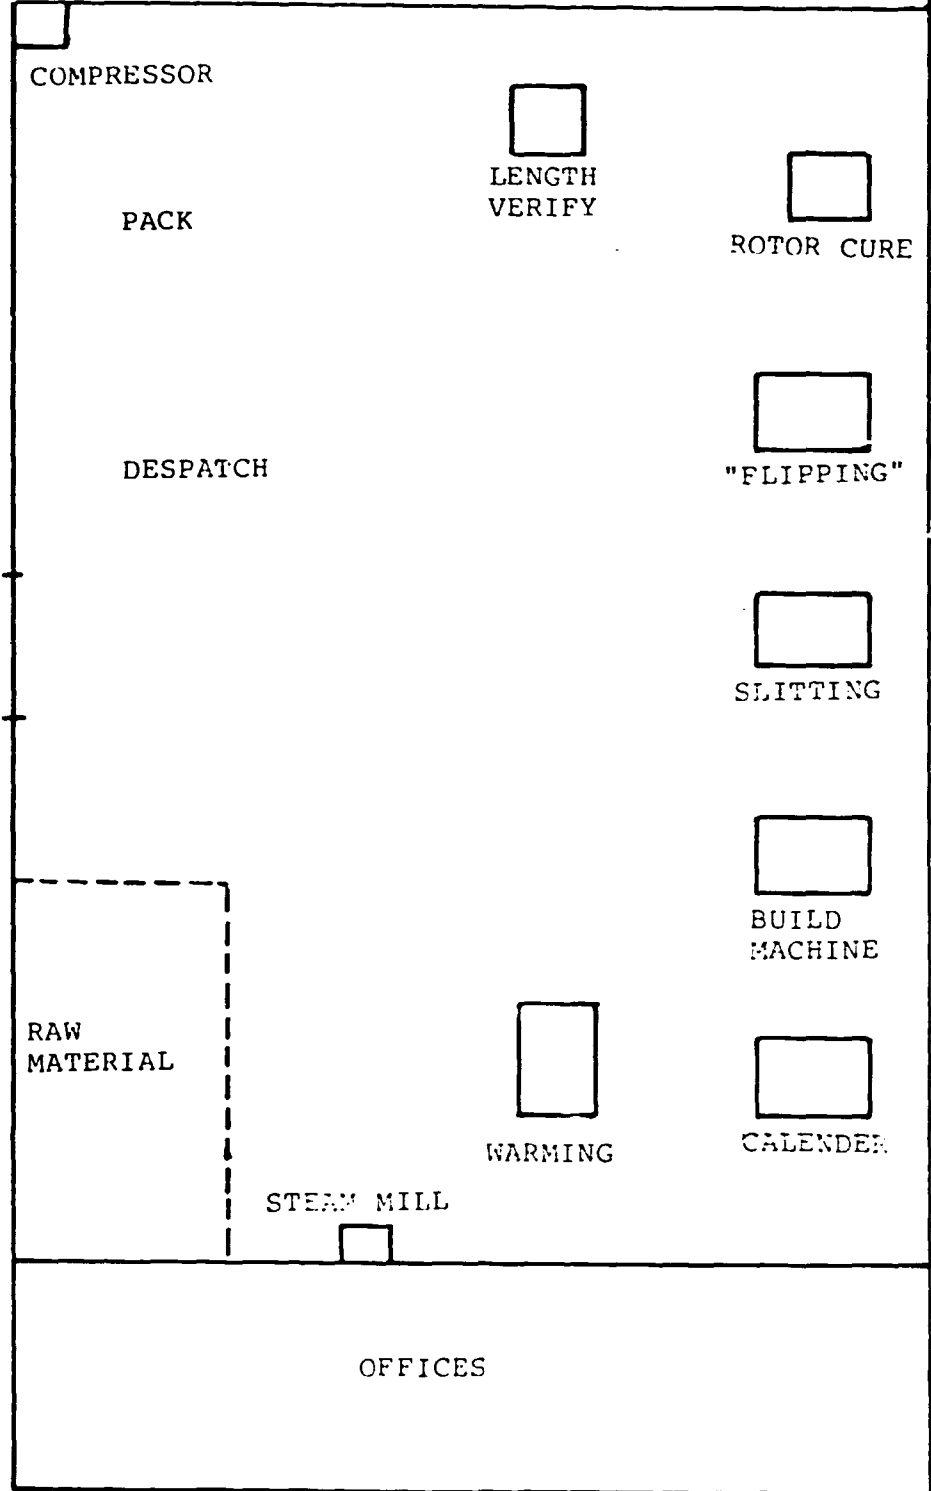 COMPRESSOR
LENGTH
VERIFY
PACK
ROTOR CURE
DESPATCH
"FLIPPING"
SLITTING
BUILD
MACHINE
RAW
MATERIAL
WARMING
CALENDER
STEAM MILL
OFFICES